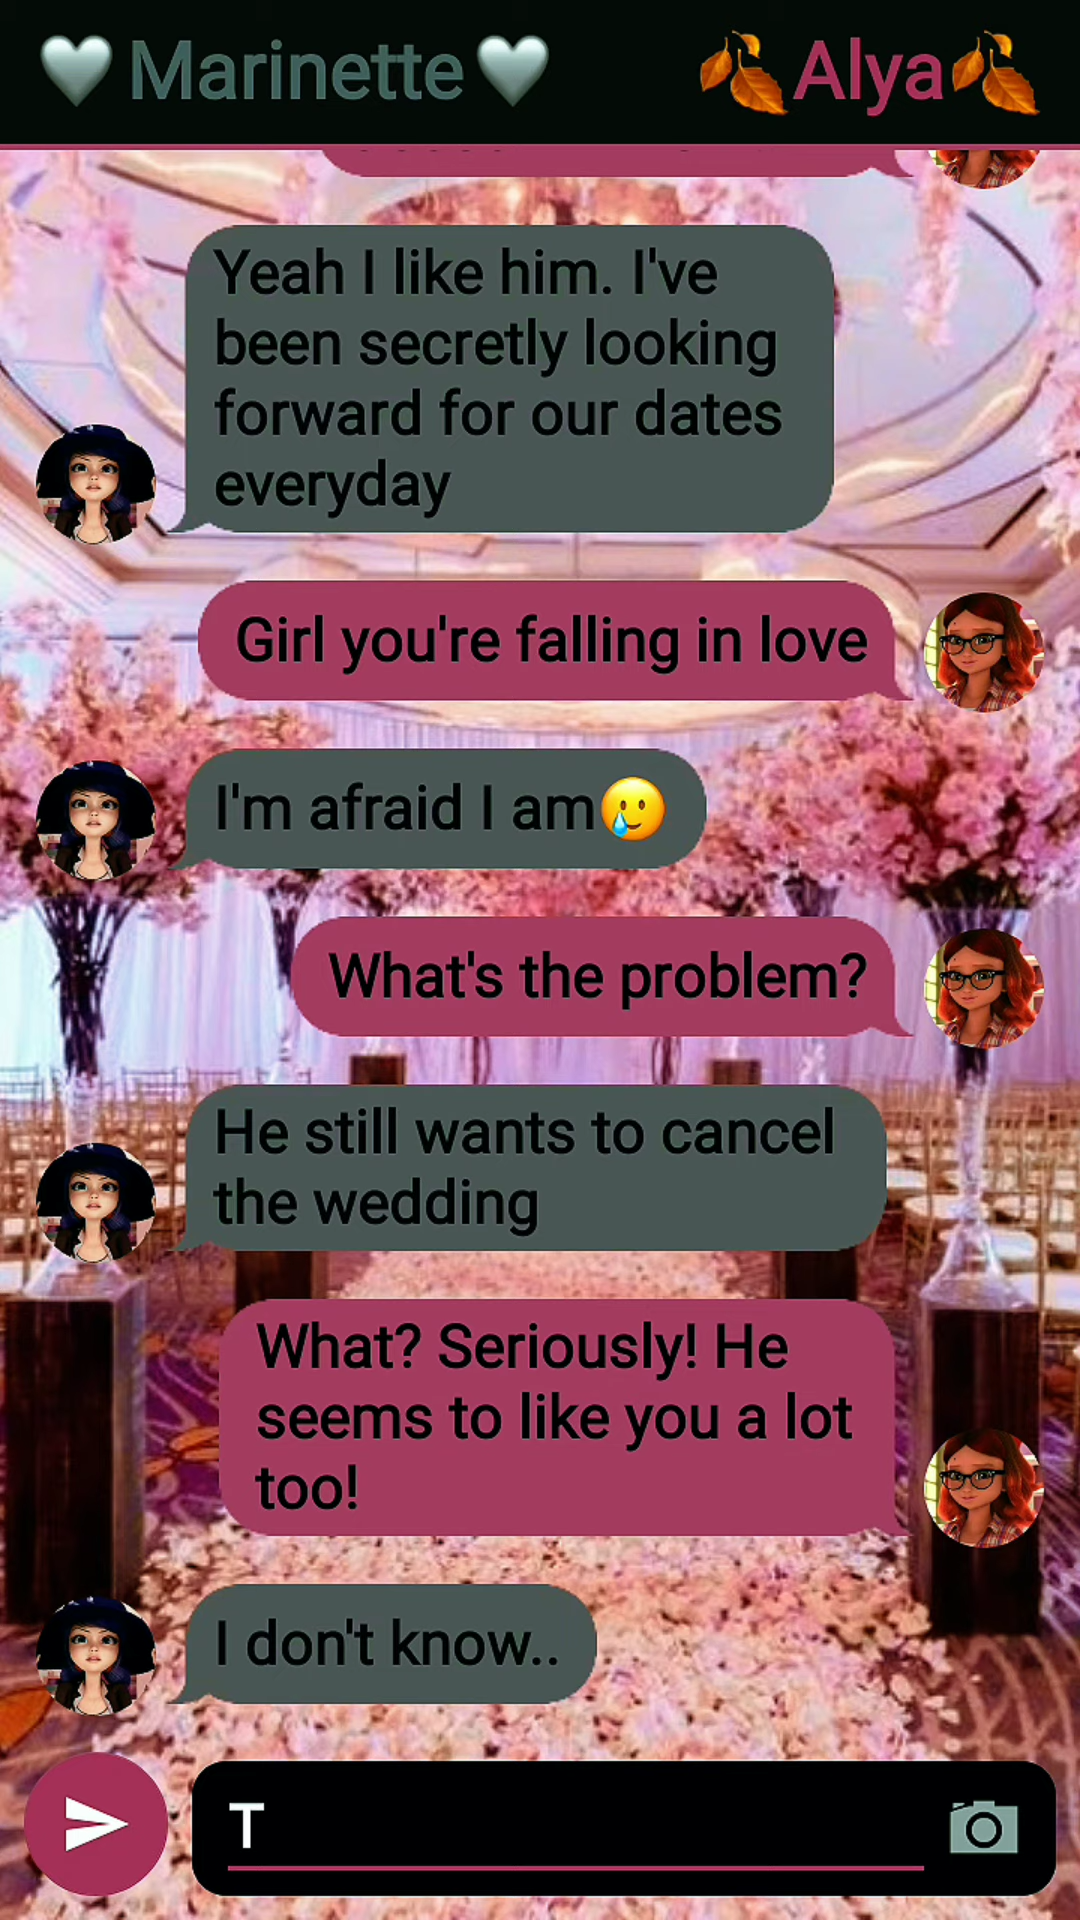 🩶Marinette🩶 🍂Alya🍂
Yeah I like him. I've
been secretly looking
forward for our dates
everyday
Girl you're falling in love
I'm afraid I am🥲
What's the problem?
He still wants to cancel
the wedding
What? Seriously! He
seems to like you a lot
too!
I don't know..
T